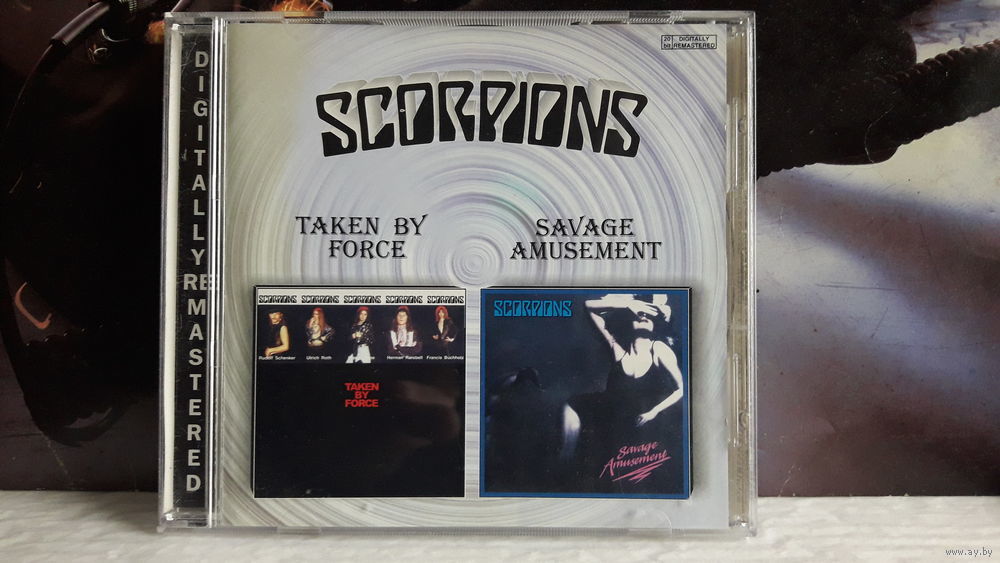 DIGITALLY REMASTERED
20 bit DIGITALLY REMASTERED
SCORPIONS
TAKEN BY
FORCE
SAVAGE
AMUSEMENT
SCORPIONS SCORPIONS SCORPIONS SCORPIONS SCORPIONS
Rudolf Schenker Ulrich Roth Herman Rarebell Francis Buchholz
TAKEN
BY
FORCE
SCORPIONS
Savage
Amusement
www.ay.by